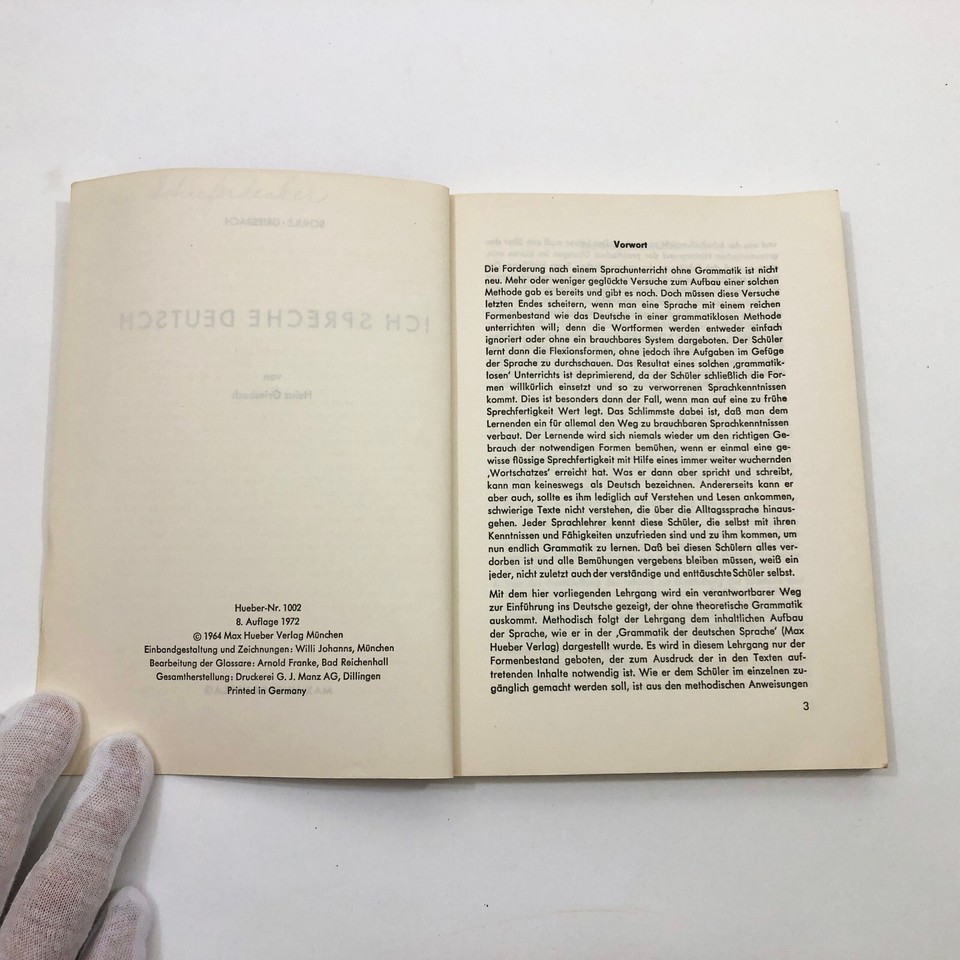 SCHULZ · GRIESBACH
ICH SPRECHE DEUTSCH
von
Heinz Griesbach
Hueber-Nr. 1002
8. Auflage 1972
© 1964 Max Hueber Verlag München
Einbandgestaltung und Zeichnungen: Willi Johanns, München
Bearbeitung der Glossare: Arnold Franke, Bad Reichenhall
Gesamtherstellung: Druckerei G. J. Manz AG, Dillingen
Printed in Germany
Vorwort
Die Forderung nach einem Sprachunterricht ohne Grammatik ist nicht
neu. Mehr oder weniger geglückte Versuche zum Aufbau einer solchen
Methode gab es bereits und gibt es noch. Doch müssen diese Versuche
letzten Endes scheitern, wenn man eine Sprache mit einem reichen
Formenbestand wie das Deutsche in einer grammatiklosen Methode
unterrichten will; denn die Wortformen werden entweder einfach
ignoriert oder ohne ein brauchbares System dargeboten. Der Schüler
lernt dann die Flexionsformen, ohne jedoch ihre Aufgaben im Gefüge
der Sprache zu durchschauen. Das Resultat eines solchen ‚grammatik-
losen' Unterrichts ist deprimierend, da der Schüler schließlich die For-
men willkürlich einsetzt und so zu verworrenen Sprachkenntnissen
kommt. Dies ist besonders dann der Fall, wenn man auf eine zu frühe
Sprechfertigkeit Wert legt. Das Schlimmste dabei ist, daß man dem
Lernenden ein für allemal den Weg zu brauchbaren Sprachkenntnissen
verbaut. Der Lernende wird sich niemals wieder um den richtigen Ge-
brauch der notwendigen Formen bemühen, wenn er einmal eine ge-
wisse flüssige Sprechfertigkeit mit Hilfe eines immer weiter wuchernden
‚Wortschatzes' erreicht hat. Was er dann aber spricht und schreibt,
kann man keineswegs als Deutsch bezeichnen. Andererseits kann er
aber auch, sollte es ihm lediglich auf Verstehen und Lesen ankommen,
schwierige Texte nicht verstehen, die über die Alltagssprache hinaus-
gehen. Jeder Sprachlehrer kennt diese Schüler, die selbst mit ihren
Kenntnissen und Fähigkeiten unzufrieden sind und zu ihm kommen, um
nun endlich Grammatik zu lernen. Daß bei diesen Schülern alles ver-
dorben ist und alle Bemühungen vergebens bleiben müssen, weiß ein
jeder, nicht zuletzt auch der verständige und enttäuschte Schüler selbst.
Mit dem hier vorliegenden Lehrgang wird ein verantwortbarer Weg
zur Einführung ins Deutsche gezeigt, der ohne theoretische Grammatik
auskommt. Methodisch folgt der Lehrgang dem inhaltlichen Aufbau
der Sprache, wie er in der ‚Grammatik der deutschen Sprache' (Max
Hueber Verlag) dargestellt wurde. Es wird in diesem Lehrgang nur der
Formenbestand geboten, der zum Ausdruck der in den Texten auf-
tretenden Inhalte notwendig ist. Wie er dem Schüler im einzelnen zu-
gänglich gemacht werden soll, ist aus den methodischen Anweisungen
3